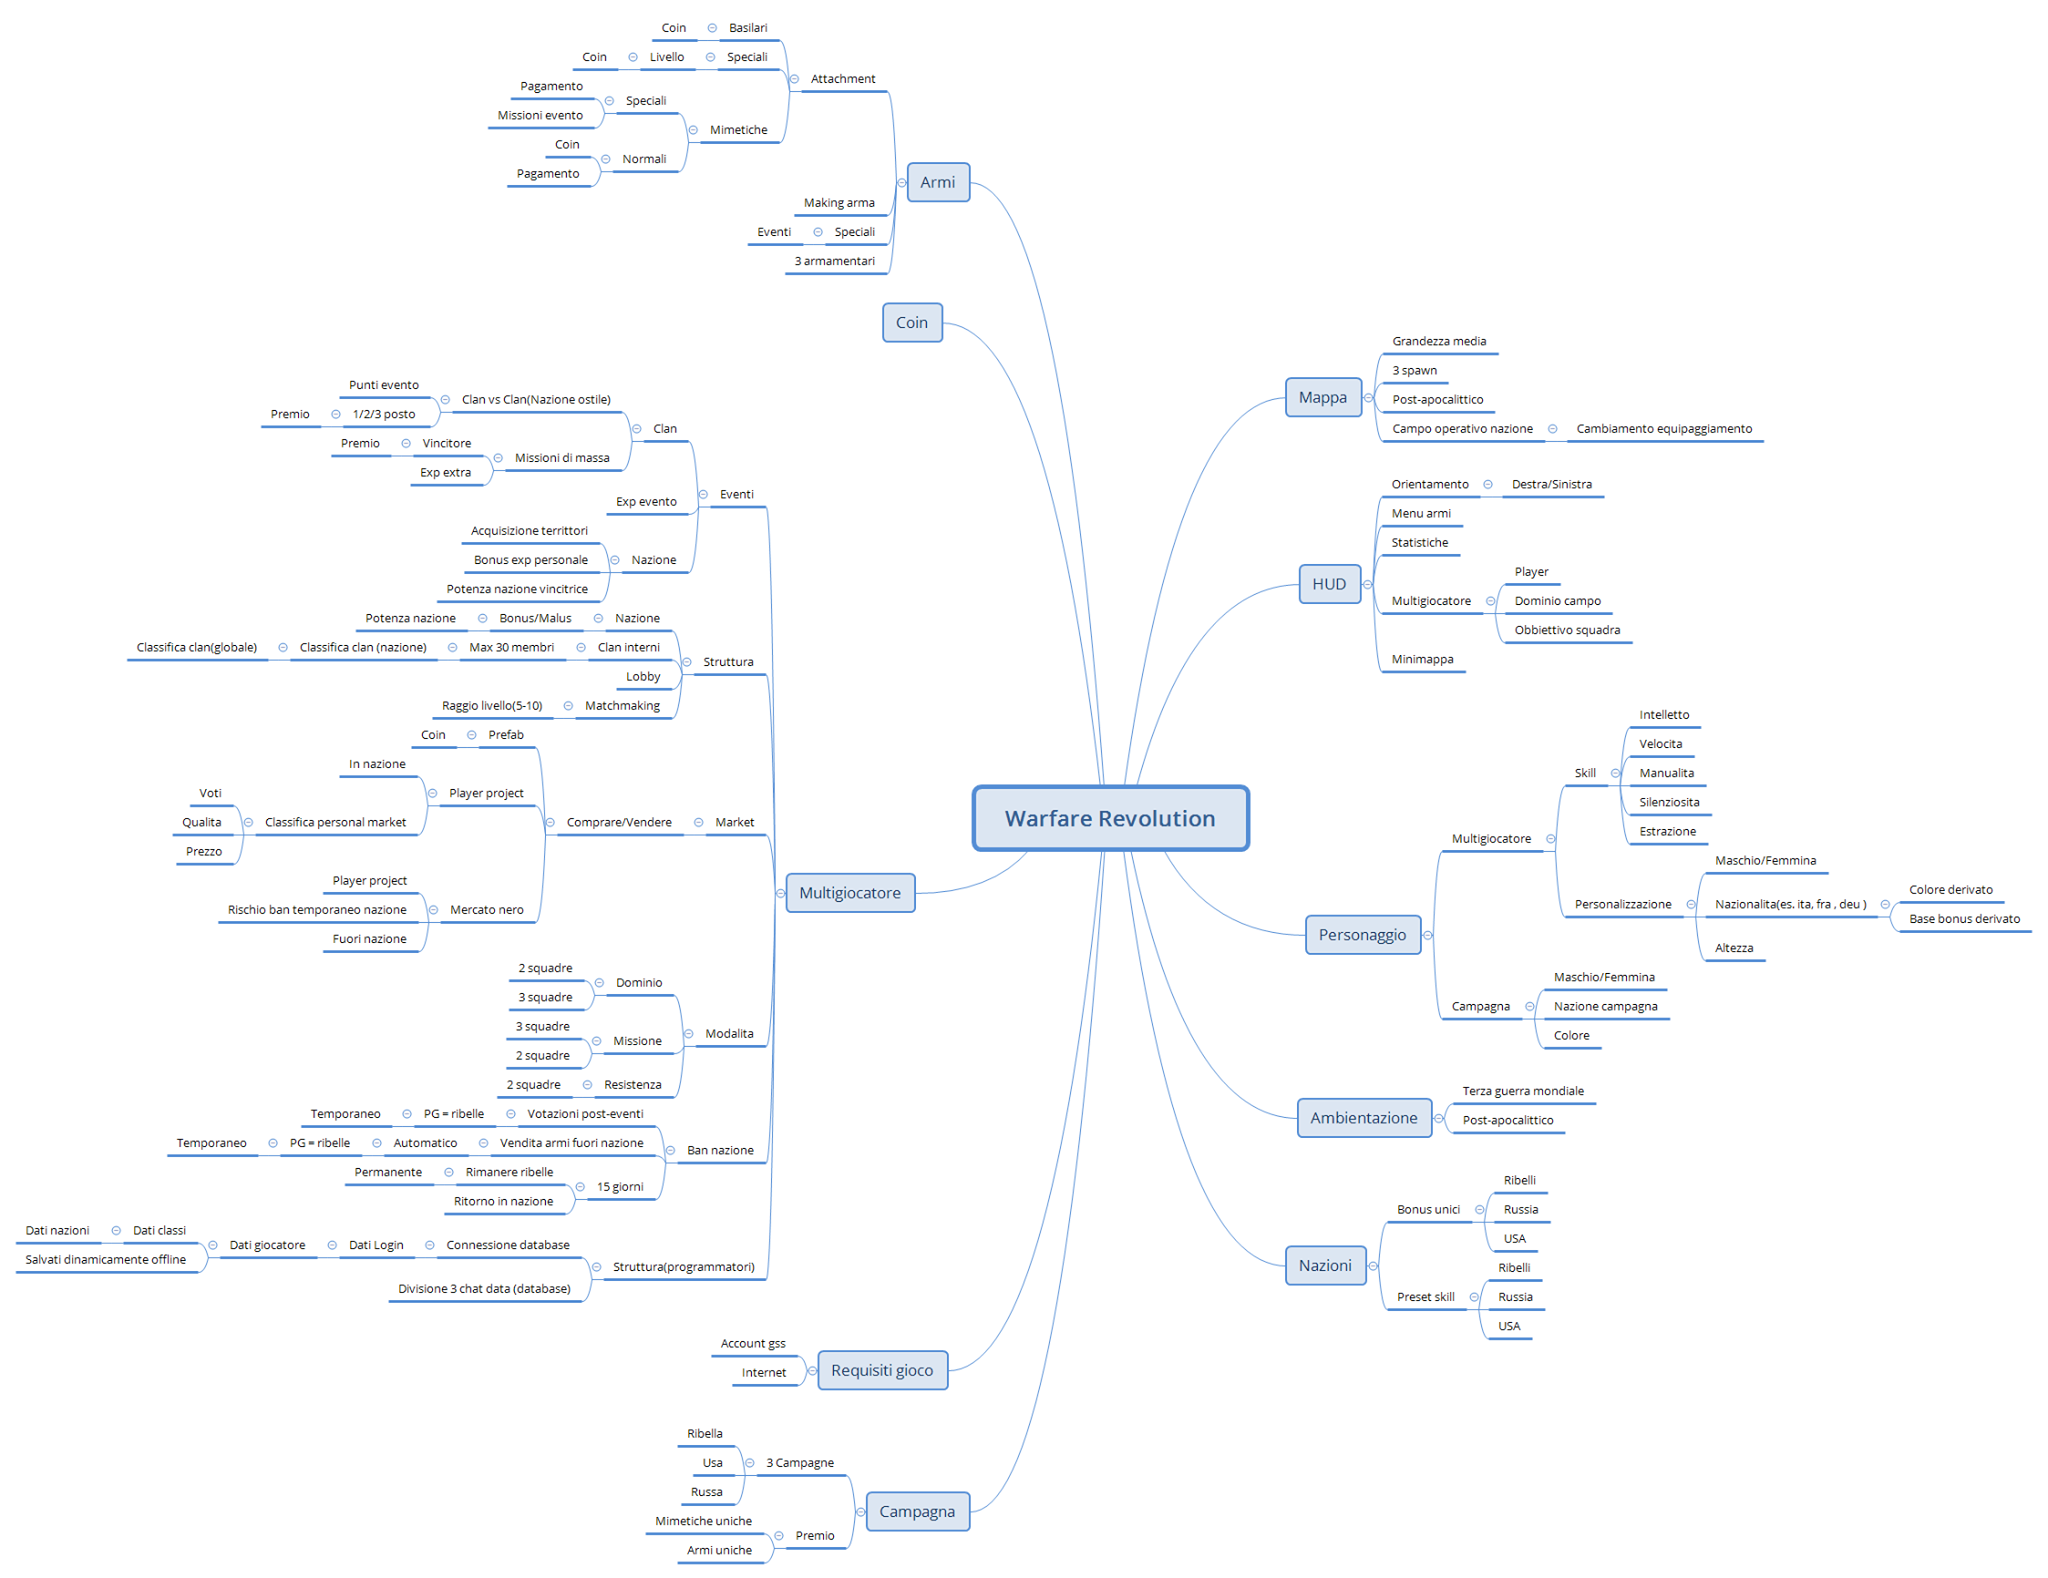 Warfare Revolution
Armi
Attachment
Basilari
Coin
Speciali
Livello
Coin
Mimetiche
Speciali
Pagamento
Missioni evento
Normali
Coin
Pagamento
Making arma
Speciali
Eventi
3 armamentari
Coin
Multigiocatore
Eventi
Clan
Clan vs Clan(Nazione ostile)
Punti evento
1/2/3 posto
Premio
Missioni di massa
Vincitore
Premio
Exp extra
Exp evento
Nazione
Acquisizione territtori
Bonus exp personale
Potenza nazione vincitrice
Struttura
Nazione
Bonus/Malus
Potenza nazione
Clan interni
Max 30 membri
Classifica clan (nazione)
Classifica clan(globale)
Lobby
Matchmaking
Raggio livello(5-10)
Market
Comprare/Vendere
Prefab
Coin
Player project
In nazione
Classifica personal market
Voti
Qualita
Prezzo
Mercato nero
Player project
Rischio ban temporaneo nazione
Fuori nazione
Modalita
Dominio
2 squadre
3 squadre
Missione
3 squadre
2 squadre
Resistenza
2 squadre
Ban nazione
Votazioni post-eventi
PG = ribelle
Temporaneo
Vendita armi fuori nazione
Automatico
PG = ribelle
Temporaneo
15 giorni
Rimanere ribelle
Permanente
Ritorno in nazione
Struttura(programmatori)
Connessione database
Dati Login
Dati giocatore
Dati classi
Dati nazioni
Salvati dinamicamente offline
Divisione 3 chat data (database)
Requisiti gioco
Account gss
Internet
Campagna
3 Campagne
Ribella
Usa
Russa
Premio
Mimetiche uniche
Armi uniche
Mappa
Grandezza media
3 spawn
Post-apocalittico
Campo operativo nazione
Cambiamento equipaggiamento
HUD
Orientamento
Destra/Sinistra
Menu armi
Statistiche
Multigiocatore
Player
Dominio campo
Obbiettivo squadra
Minimappa
Personaggio
Multigiocatore
Skill
Intelletto
Velocita
Manualita
Silenziosita
Estrazione
Personalizzazione
Maschio/Femmina
Nazionalita(es. ita, fra , deu )
Colore derivato
Base bonus derivato
Altezza
Campagna
Maschio/Femmina
Nazione campagna
Colore
Ambientazione
Terza guerra mondiale
Post-apocalittico
Nazioni
Bonus unici
Ribelli
Russia
USA
Preset skill
Ribelli
Russia
USA